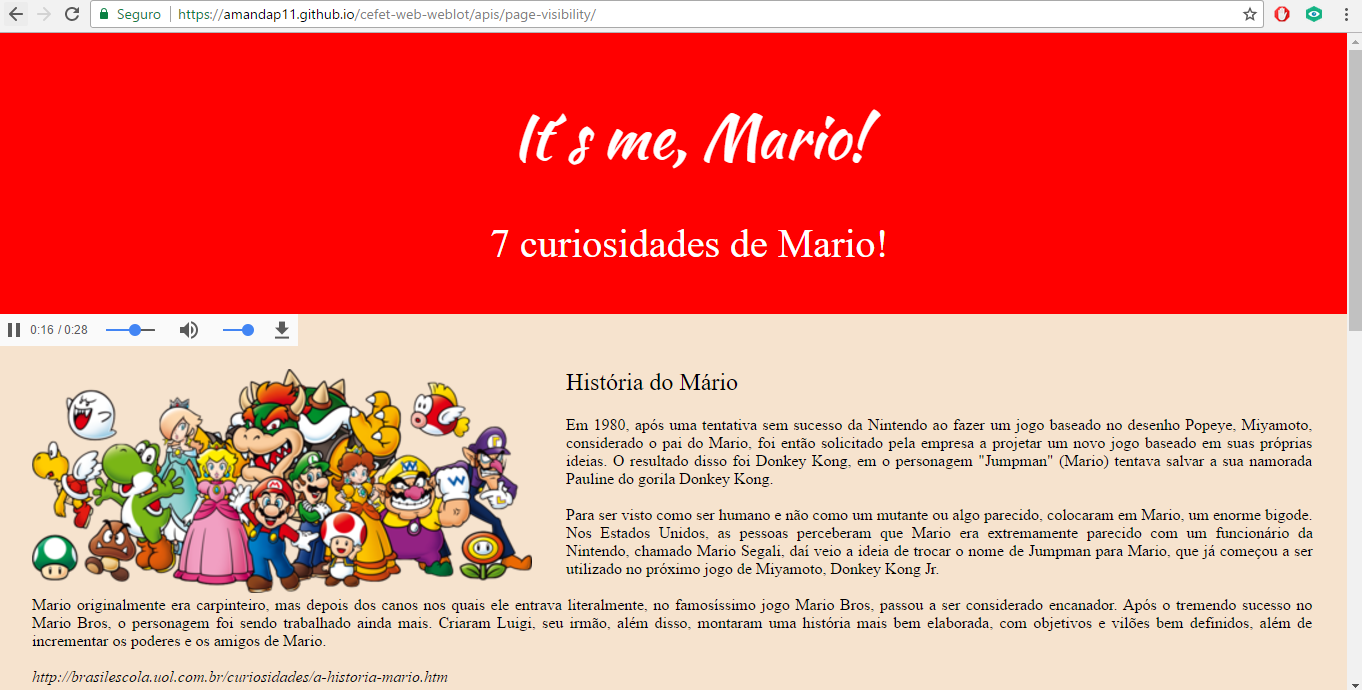 Seguro
https://amandap11.github.io/cefet-web-weblot/apis/page-visibility/
It´s me, Mario!
7 curiosidades de Mario!
0:16 / 0:28
História do Mário
Em 1980, após uma tentativa sem sucesso da Nintendo ao fazer um jogo baseado no desenho Popeye, Miyamoto,
considerado o pai do Mario, foi então solicitado pela empresa a projetar um novo jogo baseado em suas próprias
ideias. O resultado disso foi Donkey Kong, em o personagem "Jumpman" (Mario) tentava salvar a sua namorada
Pauline do gorila Donkey Kong.
Para ser visto como ser humano e não como um mutante ou algo parecido, colocaram em Mario, um enorme bigode.
Nos Estados Unidos, as pessoas perceberam que Mario era extremamente parecido com um funcionário da
Nintendo, chamado Mario Segali, daí veio a ideia de trocar o nome de Jumpman para Mario, que já começou a ser
utilizado no próximo jogo de Miyamoto, Donkey Kong Jr.
Mario originalmente era carpinteiro, mas depois dos canos nos quais ele entrava literalmente, no famosíssimo jogo Mario Bros, passou a ser considerado encanador. Após o tremendo sucesso no
Mario Bros, o personagem foi sendo trabalhado ainda mais. Criaram Luigi, seu irmão, além disso, montaram uma história mais bem elaborada, com objetivos e vilões bem definidos, além de
incrementar os poderes e os amigos de Mario.
http://brasilescola.uol.com.br/curiosidades/a-historia-mario.htm